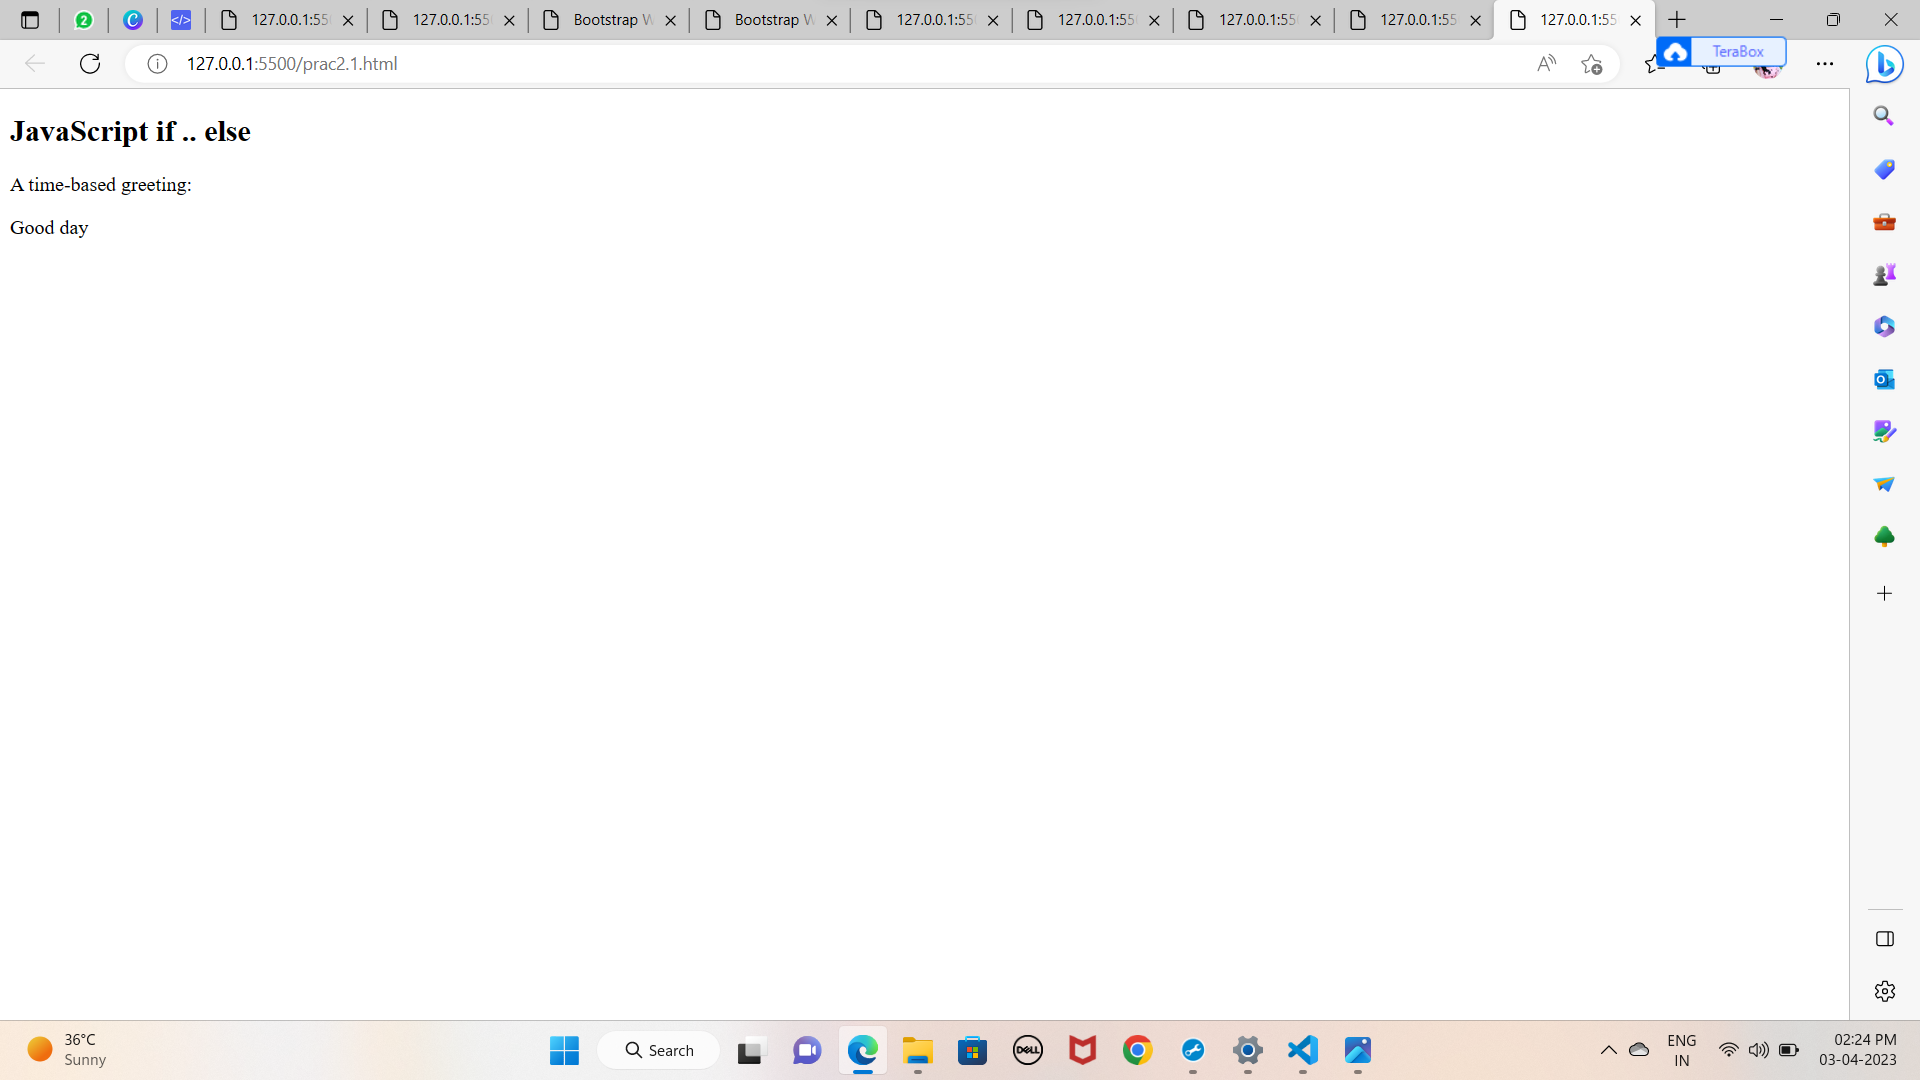 2
127.0.0.1:55
127.0.0.1:55
Bootstrap W
Bootstrap W
127.0.0.1:55
127.0.0.1:55
127.0.0.1:55
127.0.0.1:55
127.0.0.1:55
127.0.0.1:5500/prac2.1.html
TeraBox
JavaScript if .. else
A time-based greeting:
Good day
36°C
Sunny
Search
DELL
ENG
IN
02:24 PM
03-04-2023